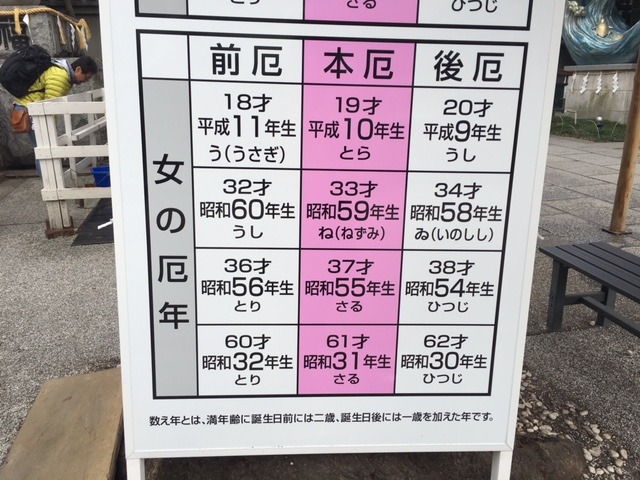 とり さる ひつじ
前厄 本厄 後厄
女の厄年
18才 19才 20才
平成11年生 平成10年生 平成9年生
う(うさぎ) とら うし
32才 33才 34才
昭和60年生 昭和59年生 昭和58年生
うし ね(ねずみ) ゐ(いのしし)
36才 37才 38才
昭和56年生 昭和55年生 昭和54年生
とり さる ひつじ
60才 61才 62才
昭和32年生 昭和31年生 昭和30年生
とり さる ひつじ
数え年とは、満年齢に誕生日前には二歳、誕生日後には一歳を加えた年です。